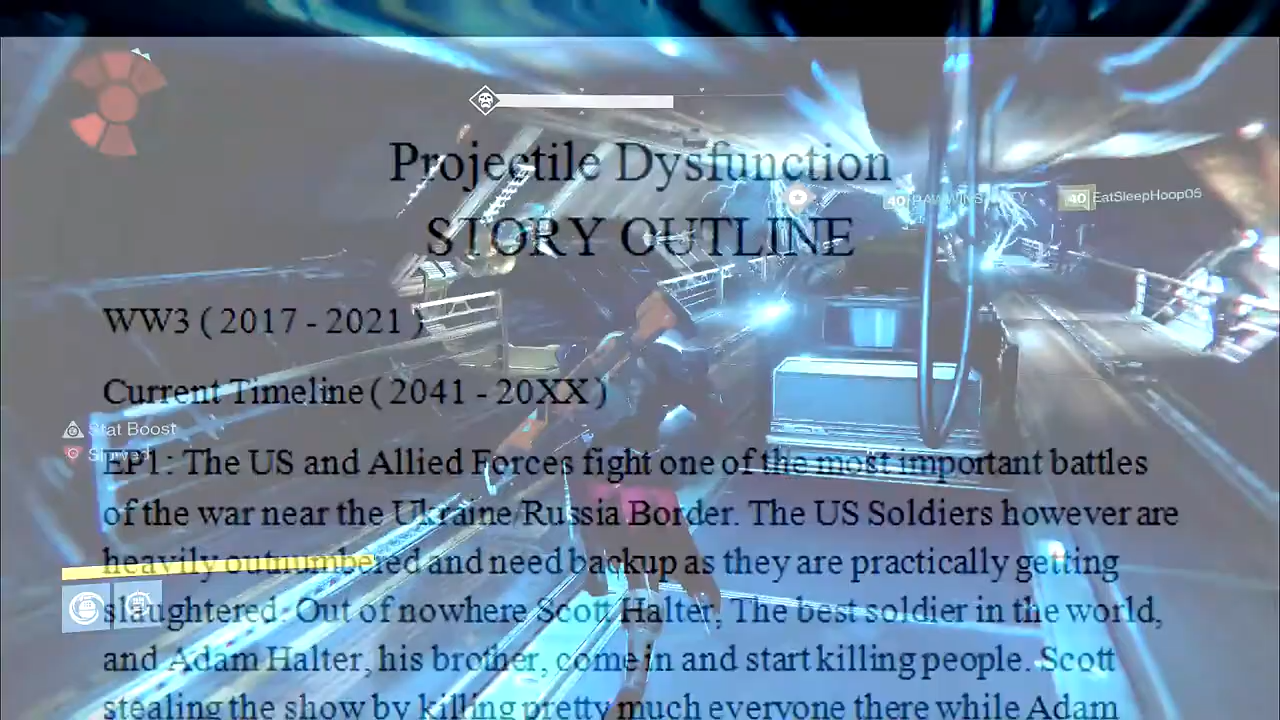 Projectile Dysfunction
40
40 EatSleepHoop05
STORY OUTLINE
WW3 ( 2017 - 2021 )
Current Timeline ( 2041 - 20XX )
Stat Boost
EP1 : The US and Allied Forces fight one of the most important battles
of the war near the Ukraine/Russia Border. The US Soldiers however are
heavily outnumbered and need backup as they are practically getting
slaughtered. Out of nowhere Scott Halter, The best soldier in the world,
and Adam Halter, his brother, come in and start killing people. Scott
stealing the show by killing pretty much everyone there while Adam